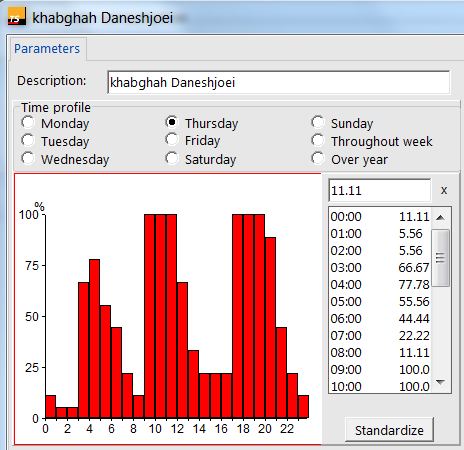 TS khabghah Daneshjoei
Parameters
Description: khabghah Daneshjoei
Time profile
Monday Thursday Sunday
Tuesday Friday Throughout week
Wednesday Saturday Over year
% 11.11 x
100
75
50
25
0
0 2 4 6 8 10 12 14 16 18 20 22
00:00 11.11
01:00 5.56
02:00 5.56
03:00 66.67
04:00 77.78
05:00 55.56
06:00 44.44
07:00 22.22
08:00 11.11
09:00 100.0
10:00 100.0
Standardize